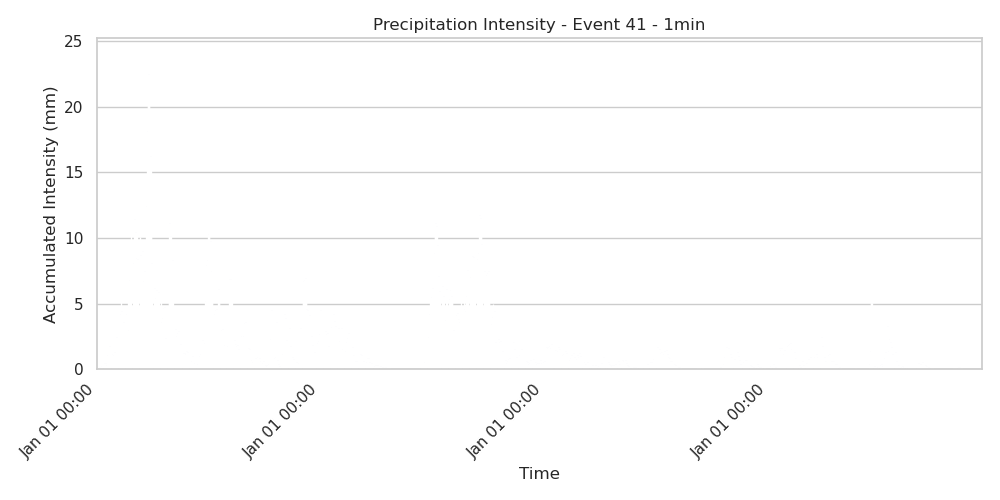 Precipitation Intensity - Event 41 - 1min
25
20
15
10
5
0
Accumulated Intensity (mm)
Jan 01 00:00
Jan 01 00:00
Jan 01 00:00
Jan 01 00:00
Time